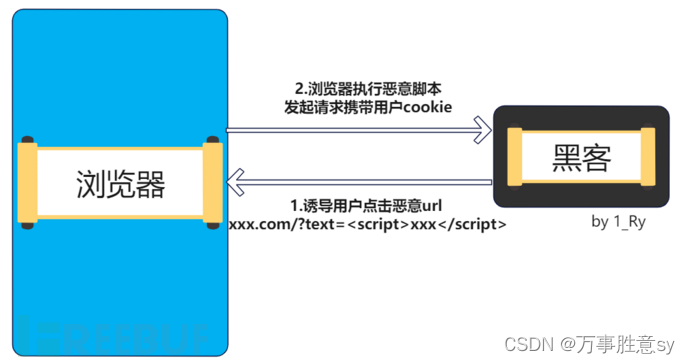 2.浏览器执行恶意脚本
发起请求携带用户cookie
浏览器
黑客
1.诱导用户点击恶意url
xxx.com/?text=<script>xxx</script>
by 1_Ry
REEBUF
CSDN @万事胜意sy